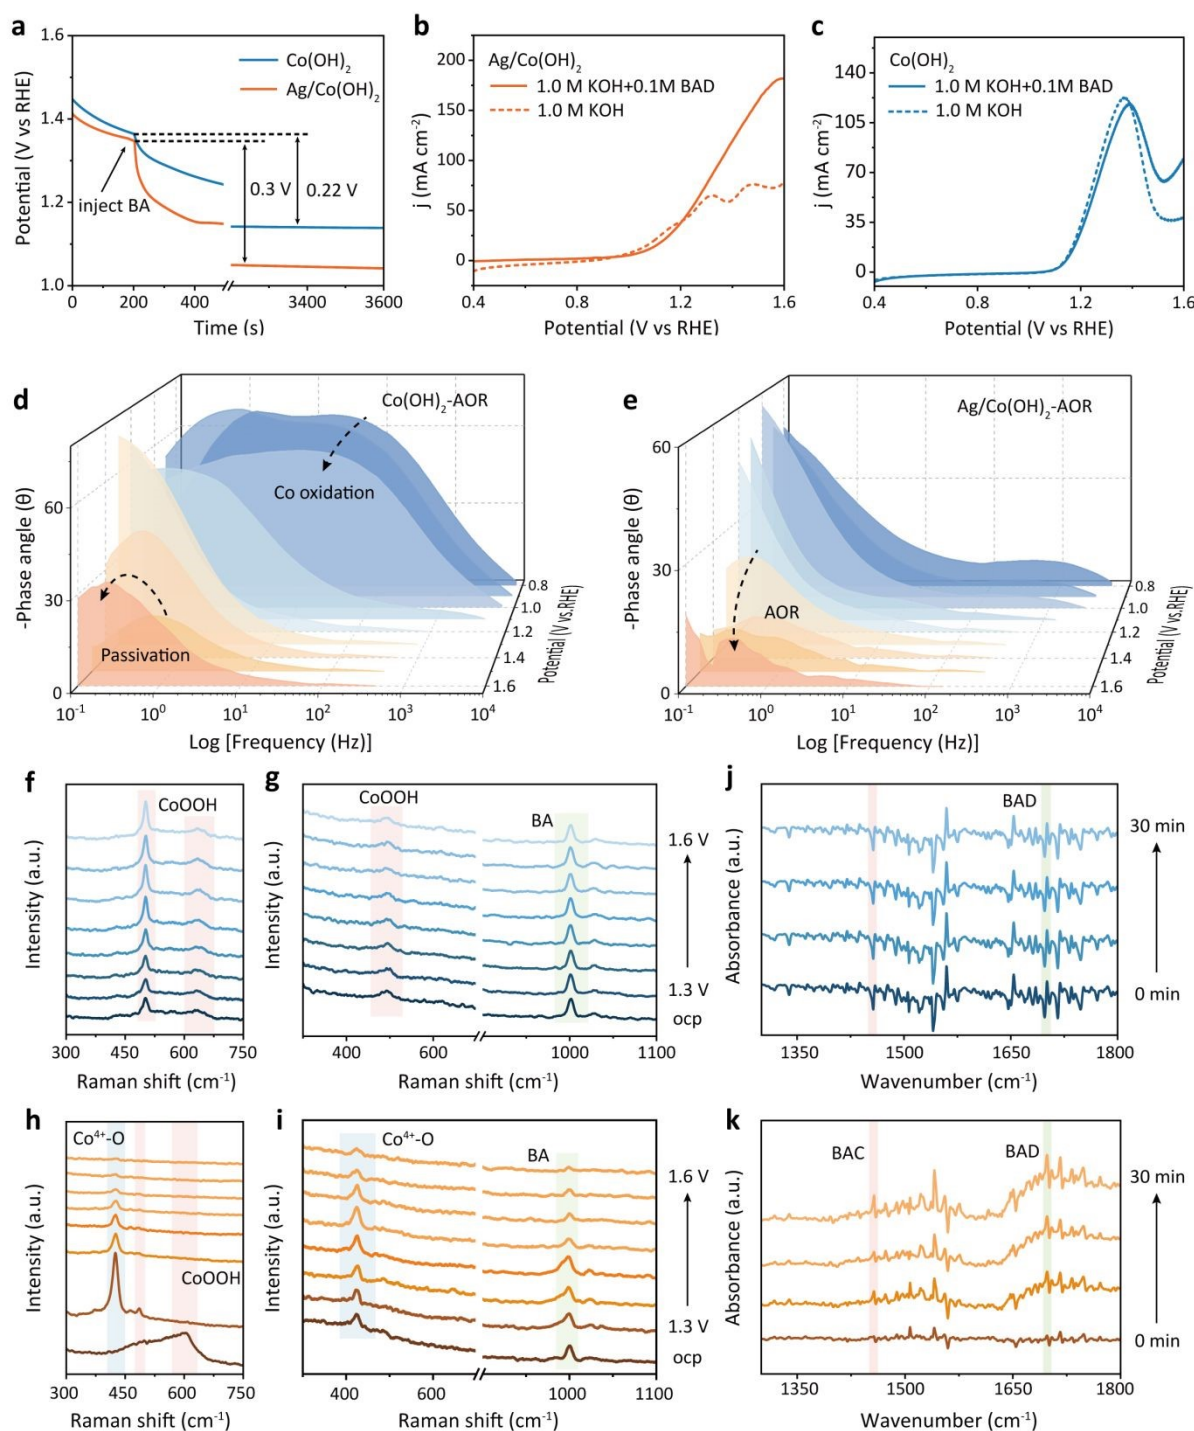 a
1.6
1.4
1.2
1.0
Potential (V vs RHE)
Co(OH)₂
Ag/Co(OH)₂
inject BA
0.3 V
0.22 V
0 200 400 3400 3600
Time (s)
b
200
150
100
50
0
j (mA cm⁻²)
Ag/Co(OH)₂
1.0 M KOH+0.1M BAD
1.0 M KOH
0.4 0.8 1.2 1.6
Potential (V vs RHE)
c
140
105
70
35
0
j (mA cm⁻²)
Co(OH)₂
1.0 M KOH+0.1M BAD
1.0 M KOH
0.4 0.8 1.2 1.6
Potential (V vs RHE)
d
Co(OH)₂-AOR
Co oxidation
Passivation
60
30
0
-Phase angle (θ)
0.8
1.0
1.2
1.4
1.6
Potential (V vs.RHE)
10⁻¹ 10⁰ 10¹ 10² 10³ 10⁴
Log [Frequency (Hz)]
e
Ag/Co(OH)₂-AOR
AOR
60
30
0
-Phase angle (θ)
0.8
1.0
1.2
1.4
1.6
Potential (V vs.RHE)
10⁻¹ 10⁰ 10¹ 10² 10³ 10⁴
Log [Frequency (Hz)]
f
CoOOH
Intensity (a.u.)
300 450 600 750
Raman shift (cm⁻¹)
g
CoOOH
BA
1.6 V
1.3 V
ocp
Intensity (a.u.)
400 600 1000 1100
Raman shift (cm⁻¹)
j
BAD
30 min
0 min
Absorbance (a.u.)
1350 1500 1650 1800
Wavenumber (cm⁻¹)
h
Co⁴⁺-O
CoOOH
Intensity (a.u.)
300 450 600 750
Raman shift (cm⁻¹)
i
Co⁴⁺-O
BA
1.6 V
1.3 V
ocp
Intensity (a.u.)
400 600 1000 1100
Raman shift (cm⁻¹)
k
BAC
BAD
30 min
0 min
Absorbance (a.u.)
1350 1500 1650 1800
Wavenumber (cm⁻¹)